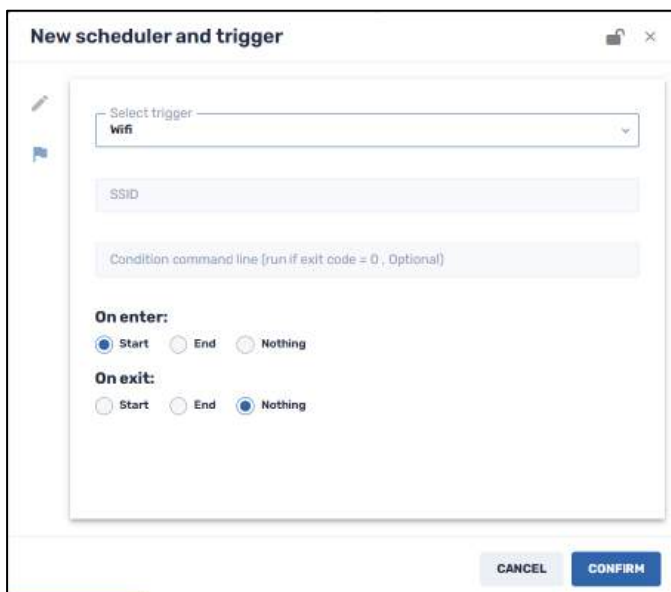 New scheduler and trigger
Select trigger
Wifi
SSID
Condition command line (run if exit code = 0 , Optional)
On enter:
Start End Nothing
On exit:
Start End Nothing
CANCEL CONFIRM